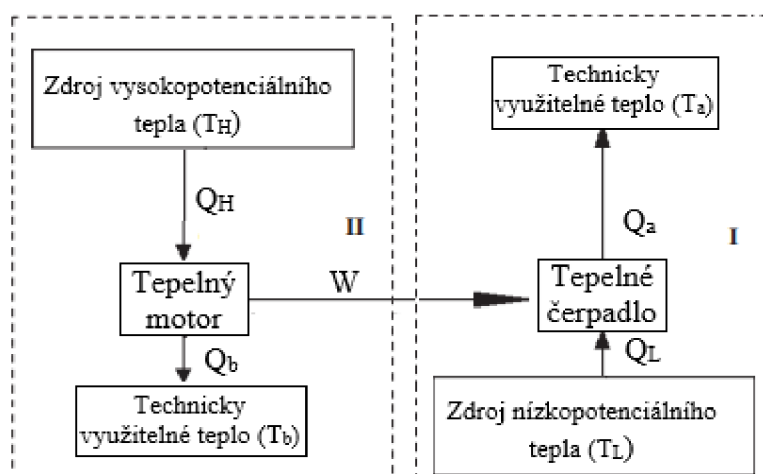 Zdroj vysokopotenciálního
tepla (TH)
QH
II
Tepelný
motor
W
Qb
Technicky
využitelné teplo (Tb)
Technicky
využitelné teplo (Ta)
Qa
I
Tepelné
čerpadlo
QL
Zdroj nízkopotenciálního
tepla (TL)